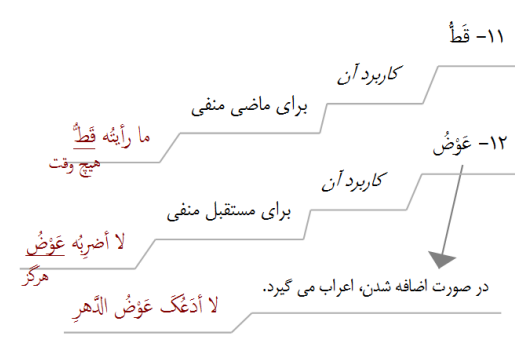 ۱۱- قَطُّ
کاربرد آن
برای ماضی منفی
ما رأیتُه قَطُّ
هیچ وقت
۱۲- عَوْضُ
کاربرد آن
برای مستقبل منفی
لا أضرِبُه عَوْضُ
هرگز
در صورت اضافه شدن، اعراب می گیرد.
لا أدَعُکَ عَوْضُ الدَّهرِ